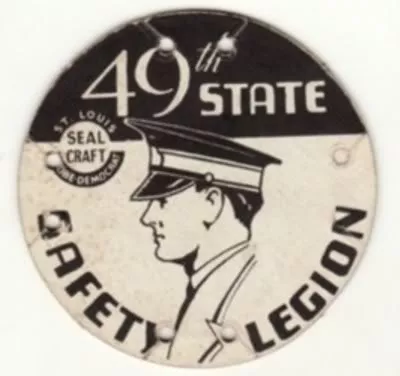 49th
STATE
ST. LOUIS
SEAL
CRAFT
GLOBE-DEMOCRAT
SAFETY LEGION